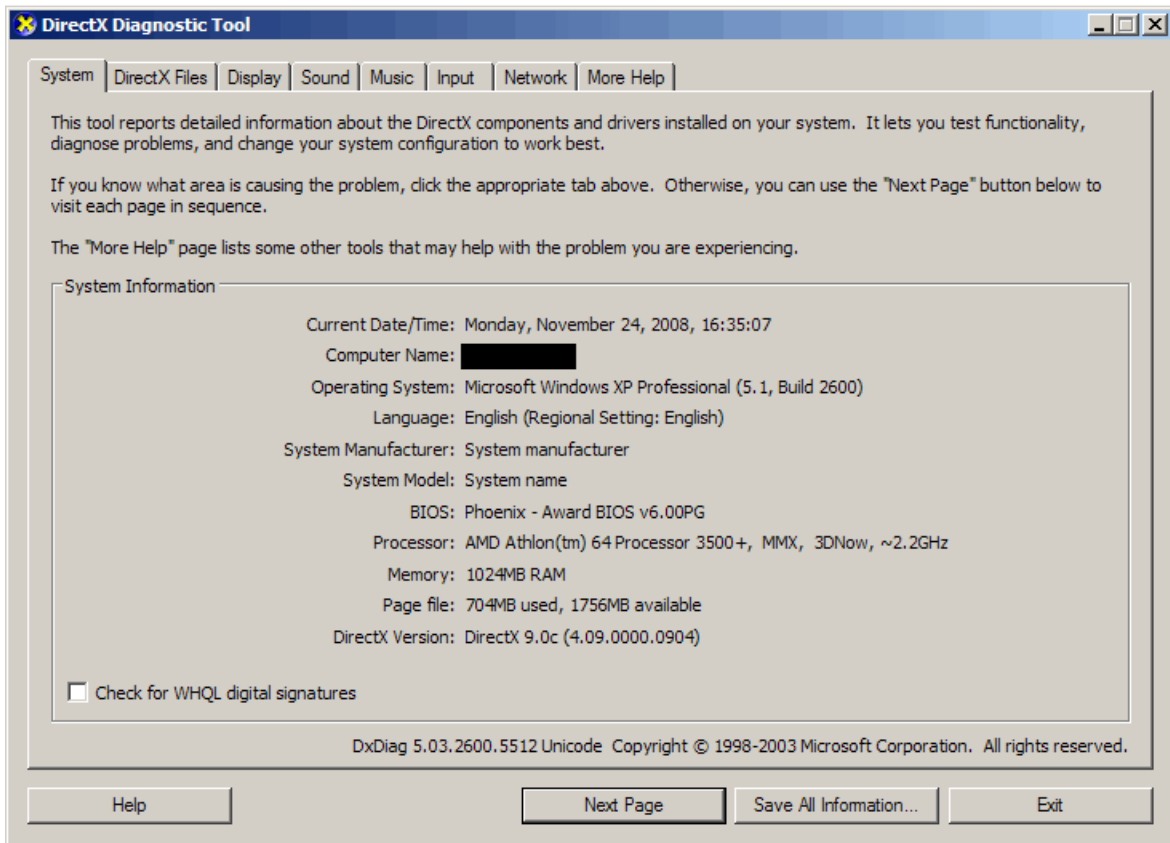 DirectX Diagnostic Tool
System DirectX Files Display Sound Music Input Network More Help
This tool reports detailed information about the DirectX components and drivers installed on your system. It lets you test functionality,
diagnose problems, and change your system configuration to work best.
If you know what area is causing the problem, click the appropriate tab above. Otherwise, you can use the "Next Page" button below to
visit each page in sequence.
The "More Help" page lists some other tools that may help with the problem you are experiencing.
System Information
Current Date/Time: Monday, November 24, 2008, 16:35:07
Computer Name:
Operating System: Microsoft Windows XP Professional (5.1, Build 2600)
Language: English (Regional Setting: English)
System Manufacturer: System manufacturer
System Model: System name
BIOS: Phoenix - Award BIOS v6.00PG
Processor: AMD Athlon(tm) 64 Processor 3500+, MMX, 3DNow, ~2.2GHz
Memory: 1024MB RAM
Page file: 704MB used, 1756MB available
DirectX Version: DirectX 9.0c (4.09.0000.0904)
Check for WHQL digital signatures
DxDiag 5.03.2600.5512 Unicode Copyright © 1998-2003 Microsoft Corporation. All rights reserved.
Help Next Page Save All Information... Exit